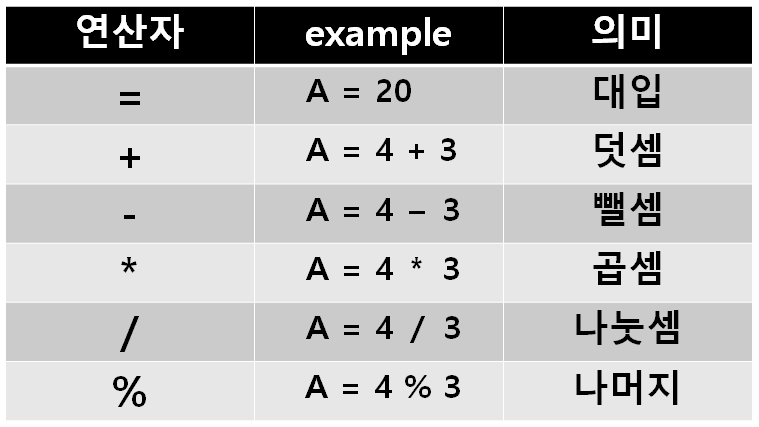 연산자 example 의미
= A = 20 대입
+ A = 4 + 3 덧셈
- A = 4 – 3 뺄셈
* A = 4 * 3 곱셈
/ A = 4 / 3 나눗셈
% A = 4 % 3 나머지